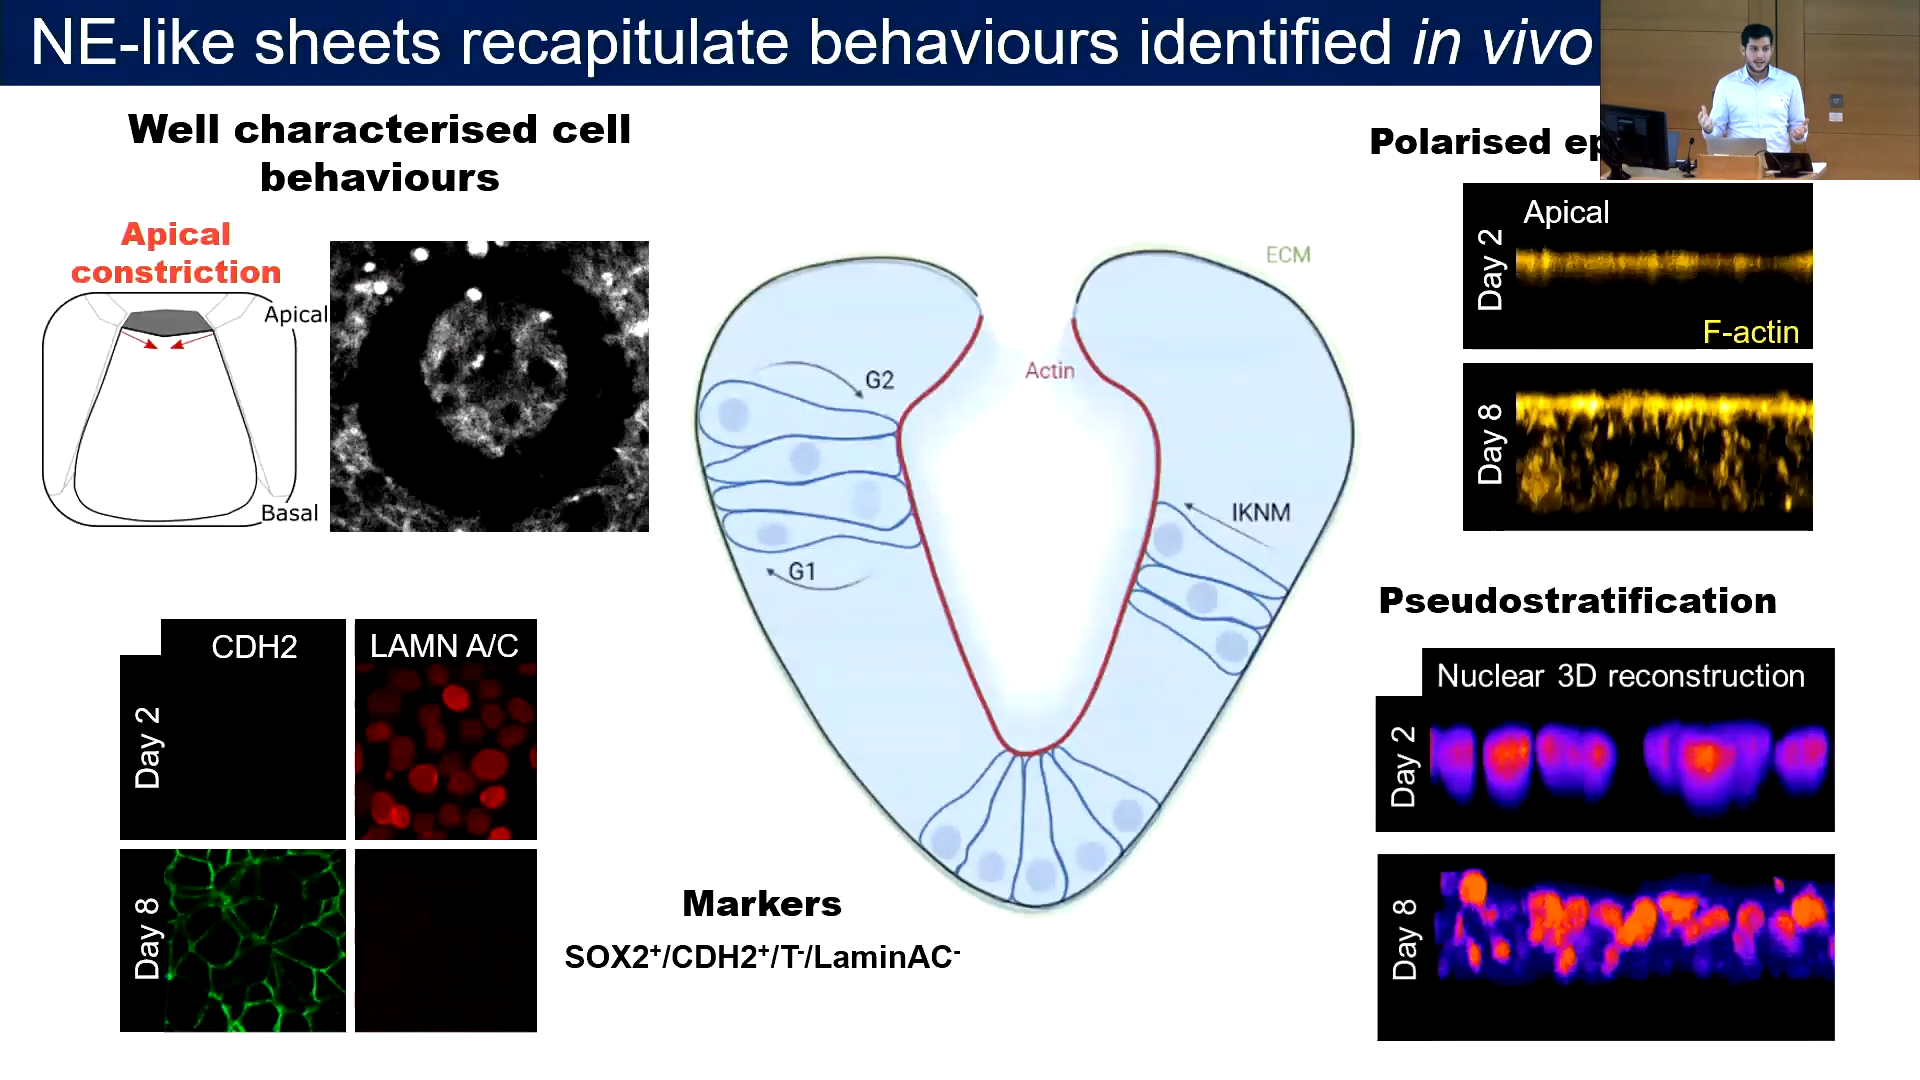 NE-like sheets recapitulate behaviours identified in vivo
Well characterised cell
behaviours
Apical
constriction
Apical
Basal
CDH2
LAMN A/C
Day 2
Day 8
G2
G1
Actin
ECM
IKNM
Markers
SOX2⁺/CDH2⁺/T⁻/LaminAC⁻
Polarised
Apical
Day 2
F-actin
Day 8
Pseudostratification
Nuclear 3D reconstruction
Day 2
Day 8